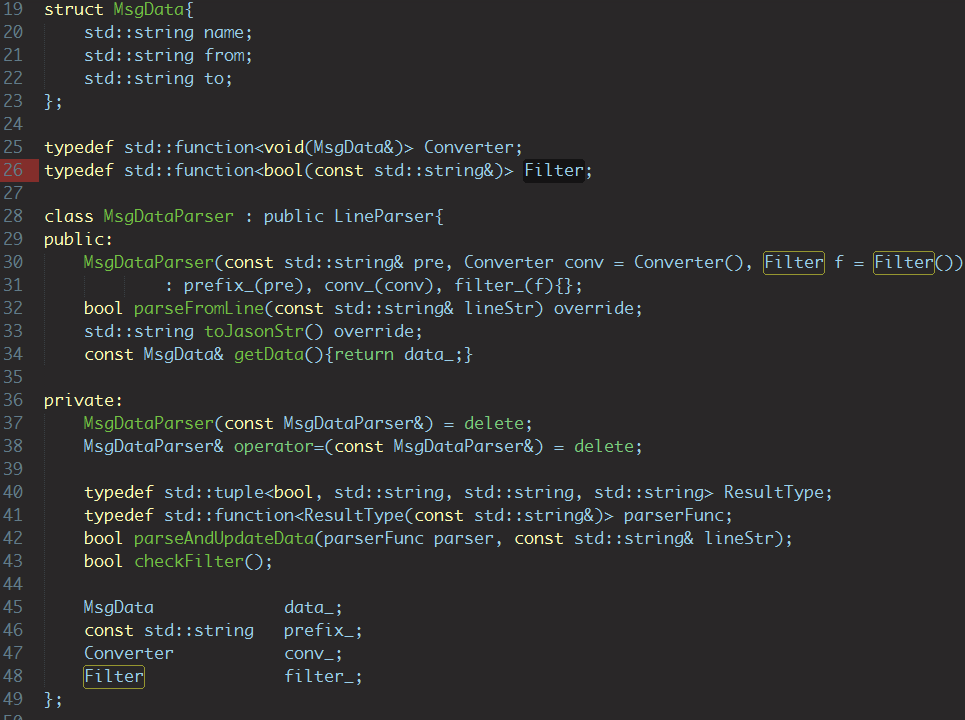 19 struct MsgData{
20     std::string name;
21     std::string from;
22     std::string to;
23 };
24
25 typedef std::function<void(MsgData&)> Converter;
26 typedef std::function<bool(const std::string&)> Filter;
27
28 class MsgDataParser : public LineParser{
29 public:
30     MsgDataParser(const std::string& pre, Converter conv = Converter(), Filter f = Filter())
31             : prefix_(pre), conv_(conv), filter_(f){};
32     bool parseFromLine(const std::string& lineStr) override;
33     std::string toJasonStr() override;
34     const MsgData& getData(){return data_;}
35
36 private:
37     MsgDataParser(const MsgDataParser&) = delete;
38     MsgDataParser& operator=(const MsgDataParser&) = delete;
39
40     typedef std::tuple<bool, std::string, std::string, std::string> ResultType;
41     typedef std::function<ResultType(const std::string&)> parserFunc;
42     bool parseAndUpdateData(parserFunc parser, const std::string& lineStr);
43     bool checkFilter();
44
45     MsgData             data_;
46     const std::string   prefix_;
47     Converter           conv_;
48     Filter              filter_;
49 };
50